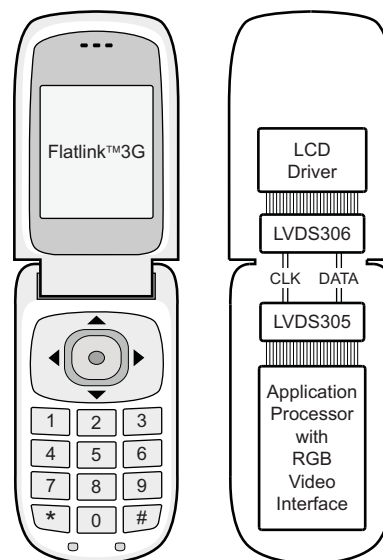 Flatlink™3G
1 2 3
4 5 6
7 8 9
* 0 #
LCD
Driver
LVDS306
CLK DATA
LVDS305
Application
Processor
with
RGB
Video
Interface